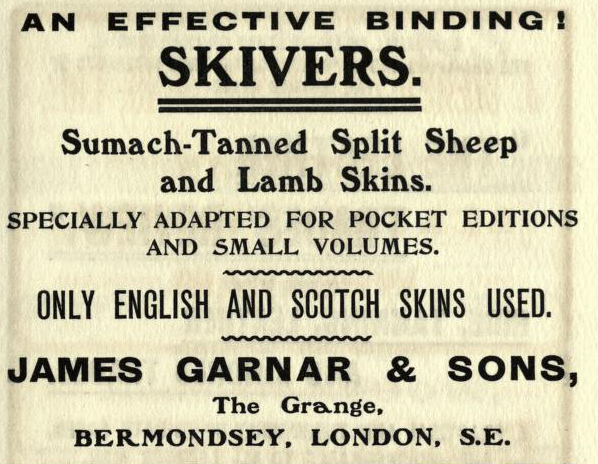 AN EFFECTIVE BINDING!
SKIVERS.
Sumach-Tanned Split Sheep
and Lamb Skins.
SPECIALLY ADAPTED FOR POCKET EDITIONS
AND SMALL VOLUMES.
ONLY ENGLISH AND SCOTCH SKINS USED.
JAMES GARNAR & SONS,
The Grange,
BERMONDSEY, LONDON, S.E.